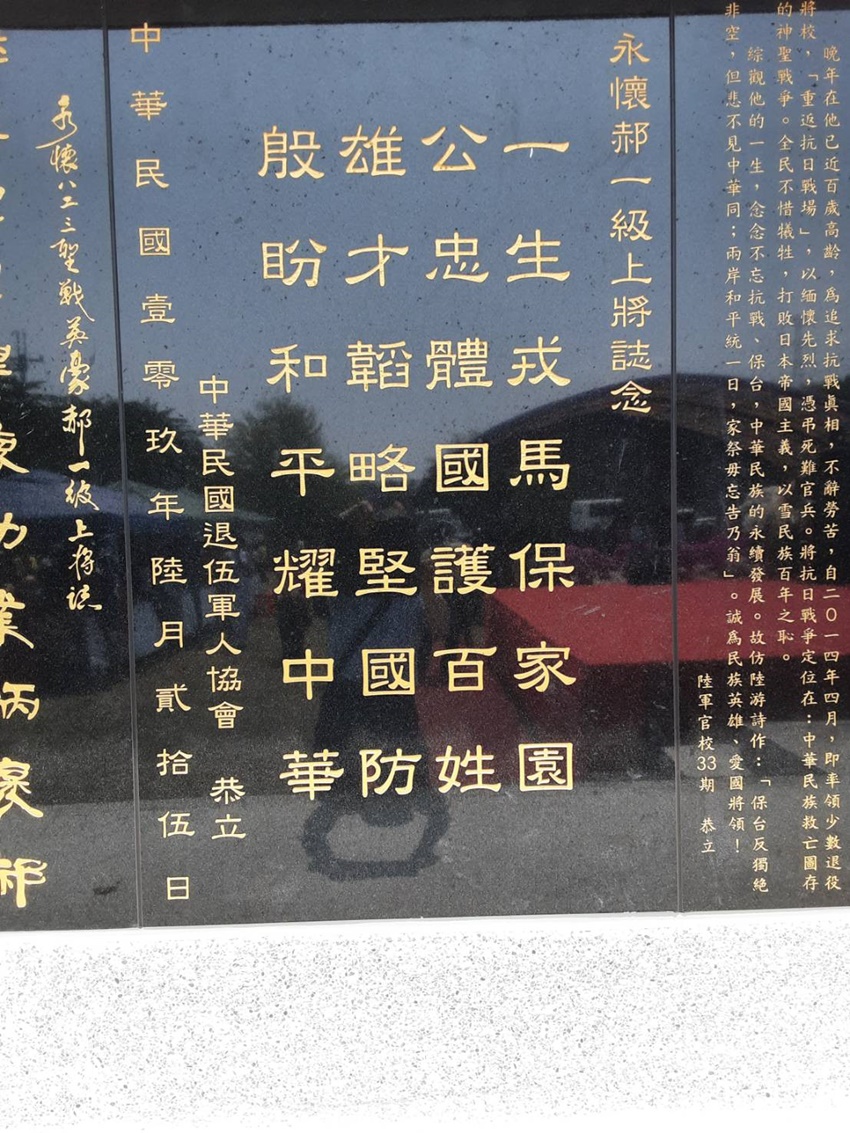 晚年在他已近百歲高齡，為追求抗戰真相，不辭勞苦，自二〇一四年四月，即率領少數退役
將校，「重返抗日戰場」，以緬懷先烈，憑弔死難官兵。將抗日戰爭定位在：中華民族救亡圖存
的神聖戰爭。全民不惜犧牲，打敗日本帝國主義，以雪民族百年之恥。
綜觀他的一生，念念不忘抗戰、保台，中華民族的永續發展。故仿陸游詩作：「保台反獨絕
非空，但悲不見中華同；兩岸和平統一日，家祭毋忘告乃翁」。誠為民族英雄、愛國將領！
陸軍官校33期　恭立
永懷郝一級上將誌念
一生戎馬保家園
公忠體國護百姓
雄才韜略堅國防
殷盼和平耀中華
中華民國退伍軍人協會　恭立
中華民國壹零玖年陸月貳拾伍日
永懷八二三聖戰英豪郝一級上將誌